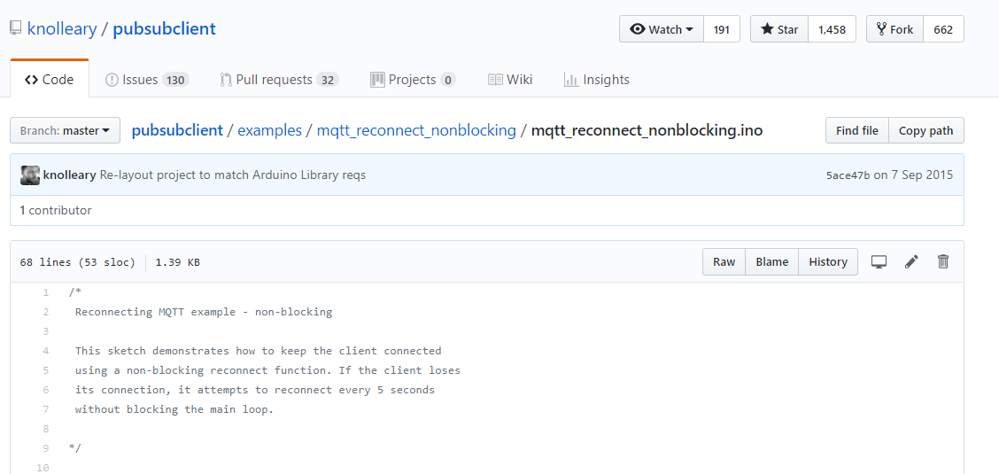 knolleary / pubsubclient
Watch 191 Star 1,458 Fork 662
Code Issues 130 Pull requests 32 Projects 0 Wiki Insights
Branch: master pubsubclient / examples / mqtt_reconnect_nonblocking / mqtt_reconnect_nonblocking.ino Find file Copy path
knolleary Re-layout project to match Arduino Library reqs 5ace47b on 7 Sep 2015
1 contributor
68 lines (53 sloc) 1.39 KB Raw Blame History
1 /*
2 Reconnecting MQTT example - non-blocking
3
4 This sketch demonstrates how to keep the client connected
5 using a non-blocking reconnect function. If the client loses
6 its connection, it attempts to reconnect every 5 seconds
7 without blocking the main loop.
8
9 */
10